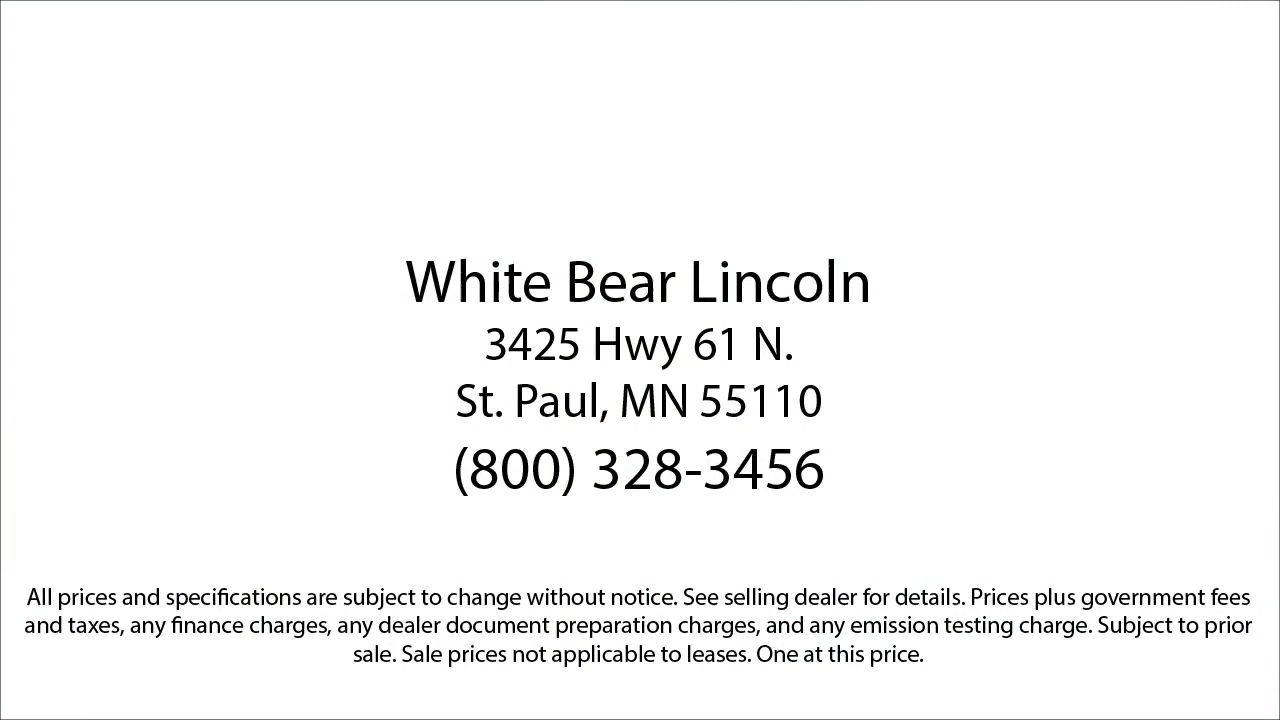 White Bear Lincoln
3425 Hwy 61 N.
St. Paul, MN 55110
(800) 328-3456
All prices and specifications are subject to change without notice. See selling dealer for details. Prices plus government fees
and taxes, any finance charges, any dealer document preparation charges, and any emission testing charge. Subject to prior
sale. Sale prices not applicable to leases. One at this price.